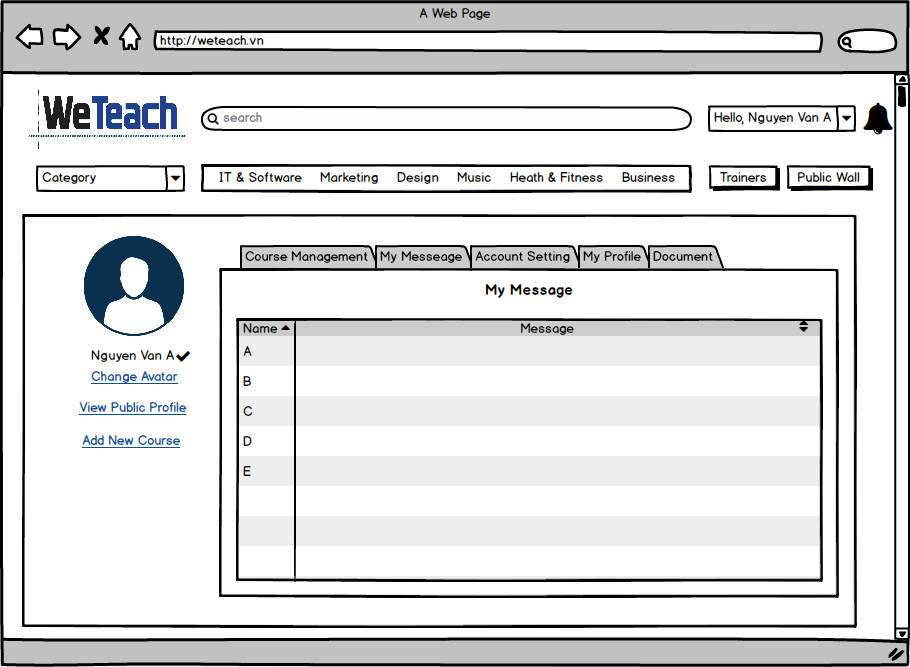 A Web Page
http://weteach.vn
WeTeach
search
Hello, Nguyen Van A
Category
IT & Software Marketing Design Music Heath & Fitness Business
Trainers
Public Wall
Nguyen Van A
Change Avatar
View Public Profile
Add New Course
Course Management My Messeage Account Setting My Profile Document
My Message
Name Message
A
B
C
D
E